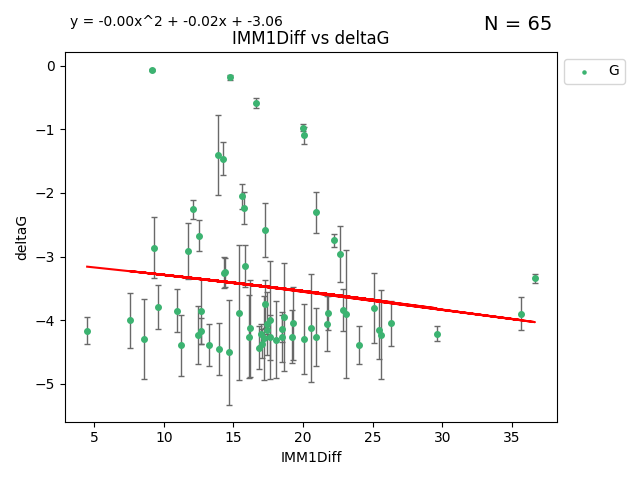 y = -0.00x^2 + -0.02x + -3.06
N = 65
IMM1Diff vs deltaG
G
0
−1
−2
−3
−4
−5
deltaG
5 10 15 20 25 30 35
IMM1Diff